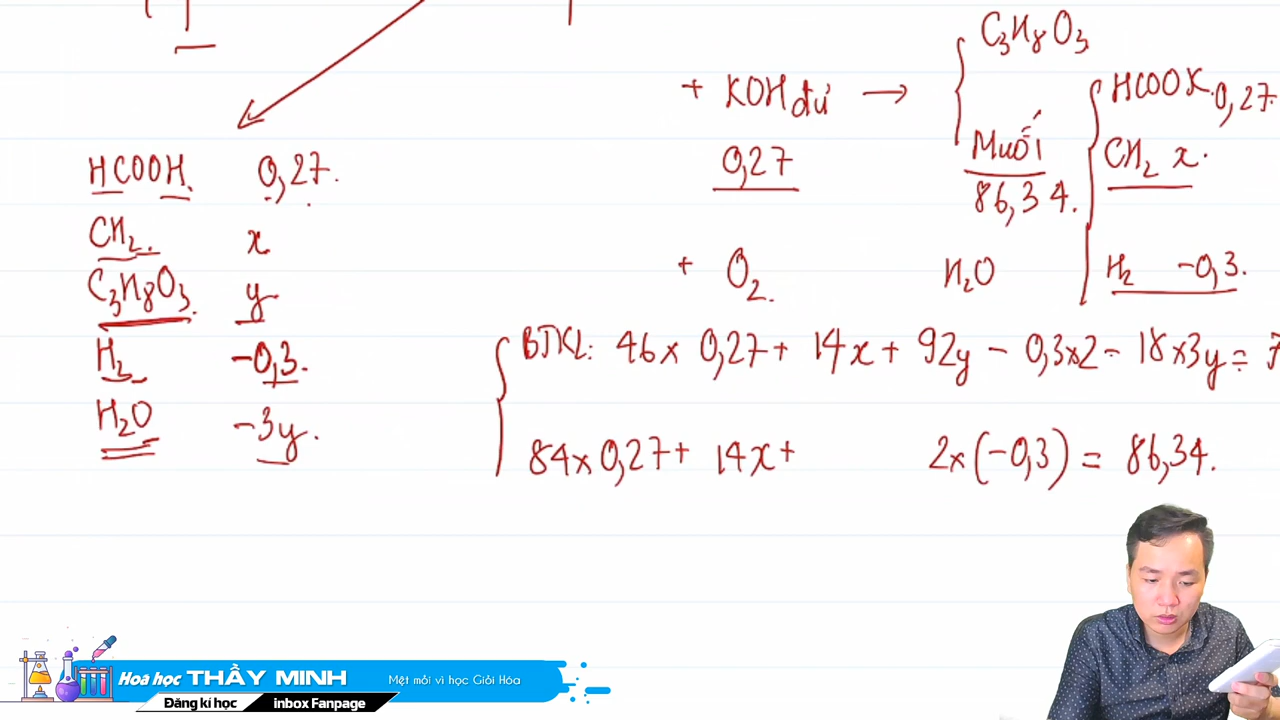 C3H8O3
+ KOH đủ → HCOOK 0,27
0,27 Muối CH2 x
86,34.
HCOOH 0,27.
CH2 x
C3H8O3 y
H2 -0,3.
H2O -3y.
+ O2 H2O H2 -0,3.
BTKL: 46x 0,27 + 14x + 92y - 0,3x2 - 18x3y = 7
84x0,27 + 14x + 2x(-0,3) = 86,34.
Hoá học THẦY MINH
Mệt mỏi vì học Giỏi Hóa
Đăng kí học inbox Fanpage